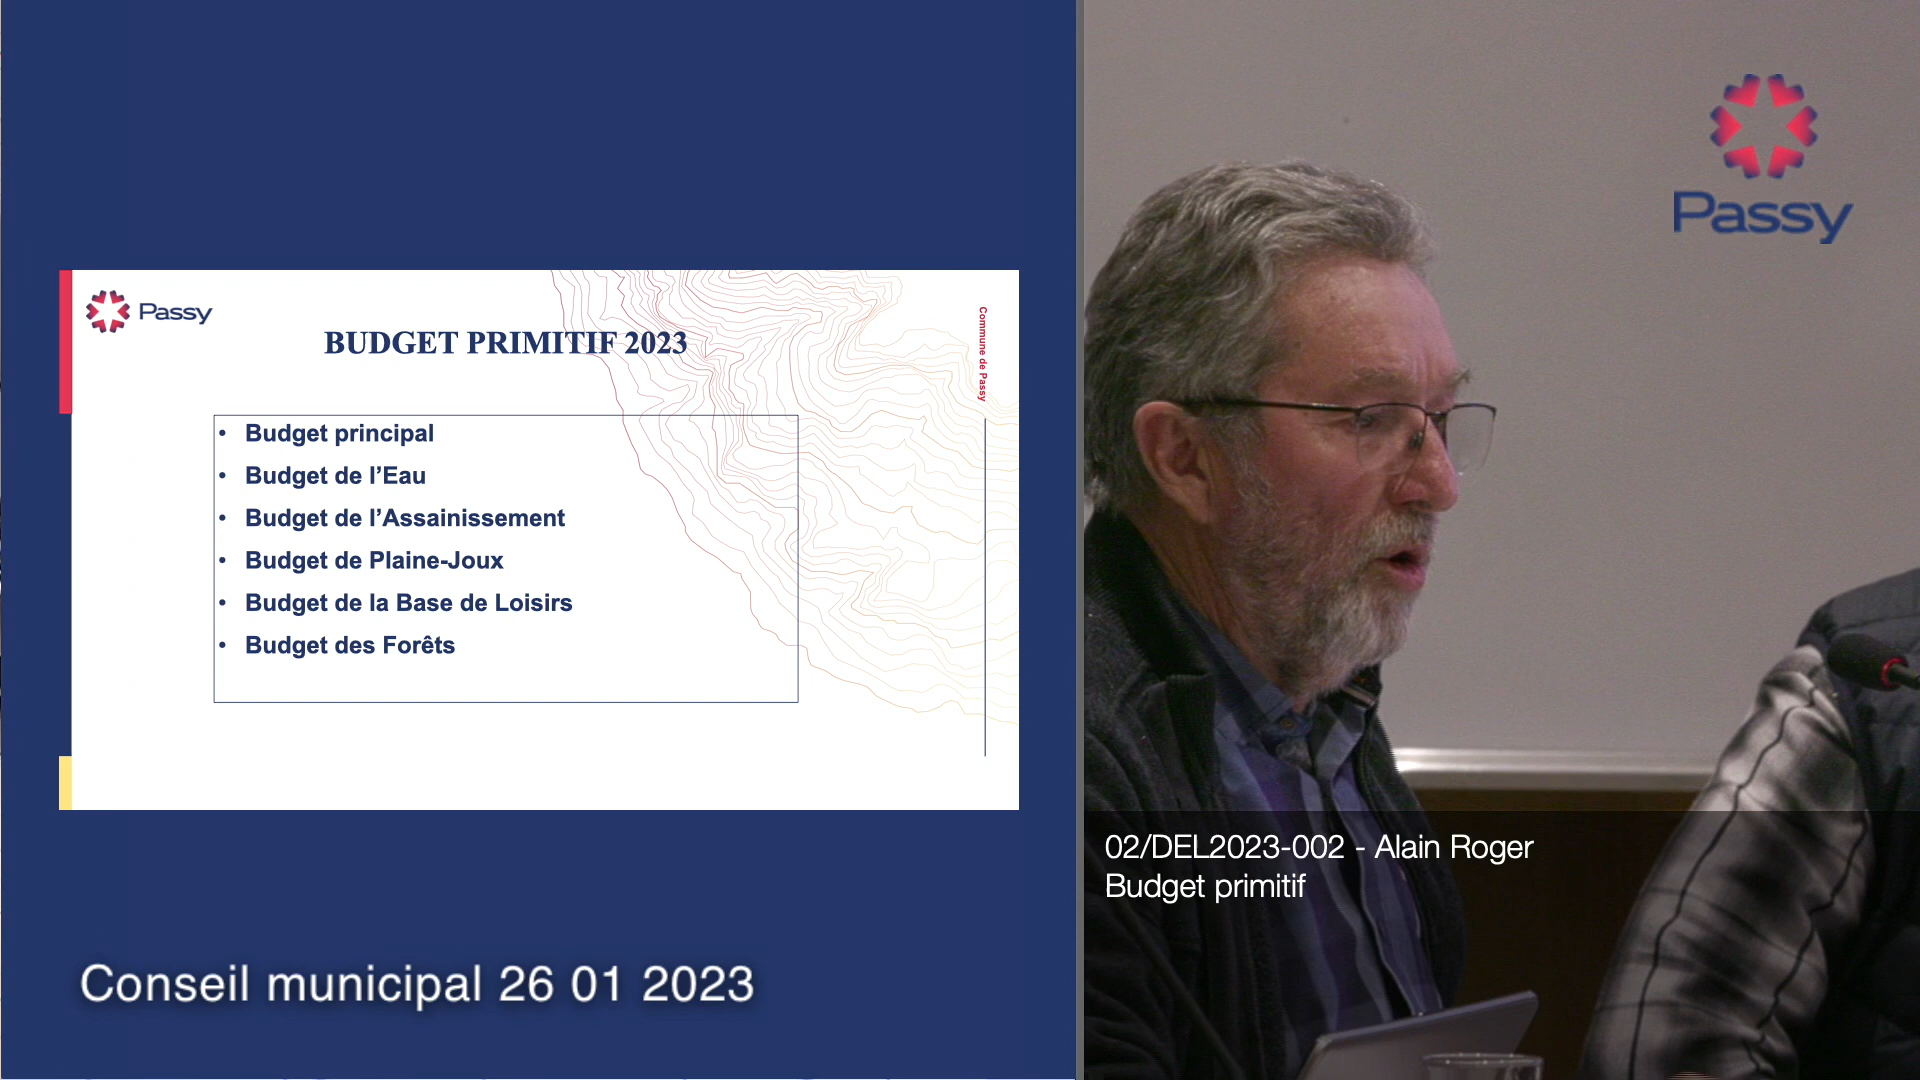 Passy
BUDGET PRIMITIF 2023
Commune de Passy
• Budget principal
• Budget de l’Eau
• Budget de l’Assainissement
• Budget de Plaine-Joux
• Budget de la Base de Loisirs
• Budget des Forêts
Conseil municipal 26 01 2023
Passy
02/DEL2023-002 - Alain Roger
Budget primitif